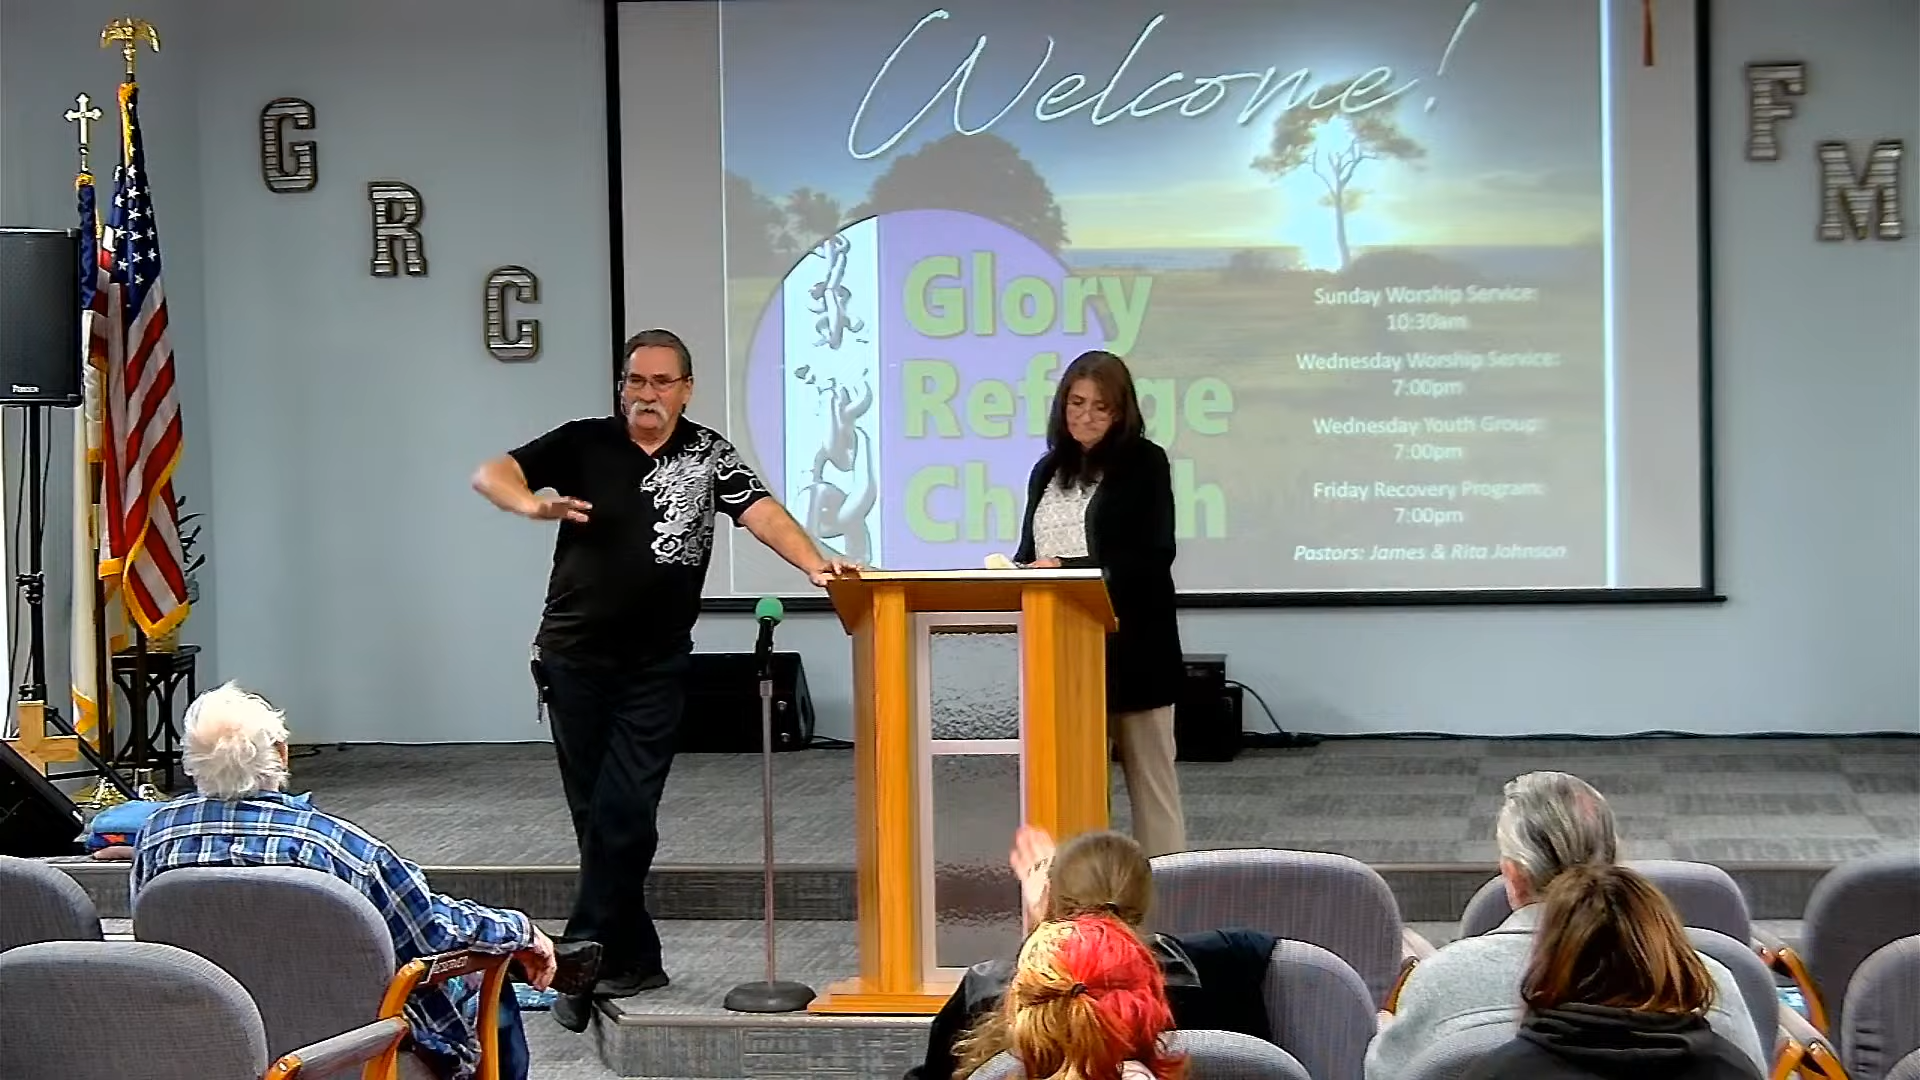 G
R
C
F
M
Welcome!
Glory
Refuge
Church
Sunday Worship Service:
10:30am
Wednesday Worship Service:
7:00pm
Wednesday Youth Group:
7:00pm
Friday Recovery Program:
7:00pm
Pastors: James & Rita Johnson
RESERVED